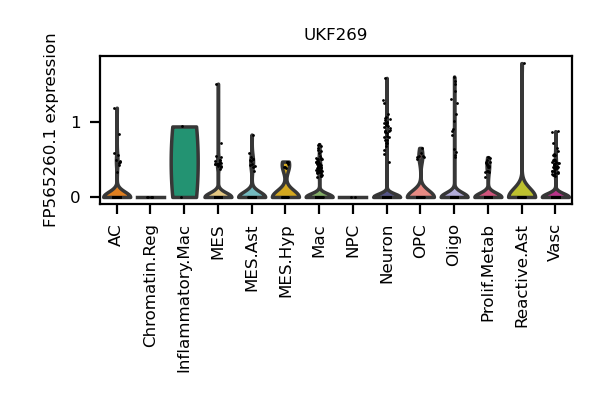 UKF269
FP565260.1 expression
1
0
AC
Chromatin.Reg
Inflammatory.Mac
MES
MES.Ast
MES.Hyp
Mac
NPC
Neuron
OPC
Oligo
Prolif.Metab
Reactive.Ast
Vasc